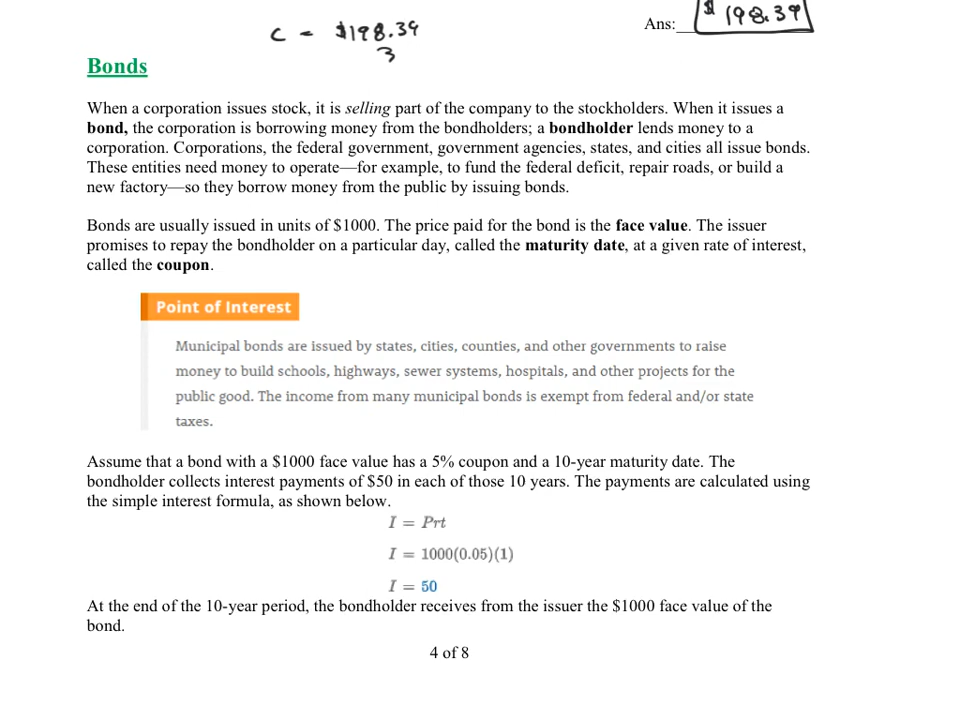 C = $198.39
3
Ans: $198.39
Bonds
When a corporation issues stock, it is selling part of the company to the stockholders. When it issues a
bond, the corporation is borrowing money from the bondholders; a bondholder lends money to a
corporation. Corporations, the federal government, government agencies, states, and cities all issue bonds.
These entities need money to operate—for example, to fund the federal deficit, repair roads, or build a
new factory—so they borrow money from the public by issuing bonds.
Bonds are usually issued in units of $1000. The price paid for the bond is the face value. The issuer
promises to repay the bondholder on a particular day, called the maturity date, at a given rate of interest,
called the coupon.
Point of Interest
Municipal bonds are issued by states, cities, counties, and other governments to raise
money to build schools, highways, sewer systems, hospitals, and other projects for the
public good. The income from many municipal bonds is exempt from federal and/or state
taxes.
Assume that a bond with a $1000 face value has a 5% coupon and a 10-year maturity date. The
bondholder collects interest payments of $50 in each of those 10 years. The payments are calculated using
the simple interest formula, as shown below.
I = Prt
I = 1000(0.05)(1)
I = 50
At the end of the 10-year period, the bondholder receives from the issuer the $1000 face value of the
bond.
4 of 8